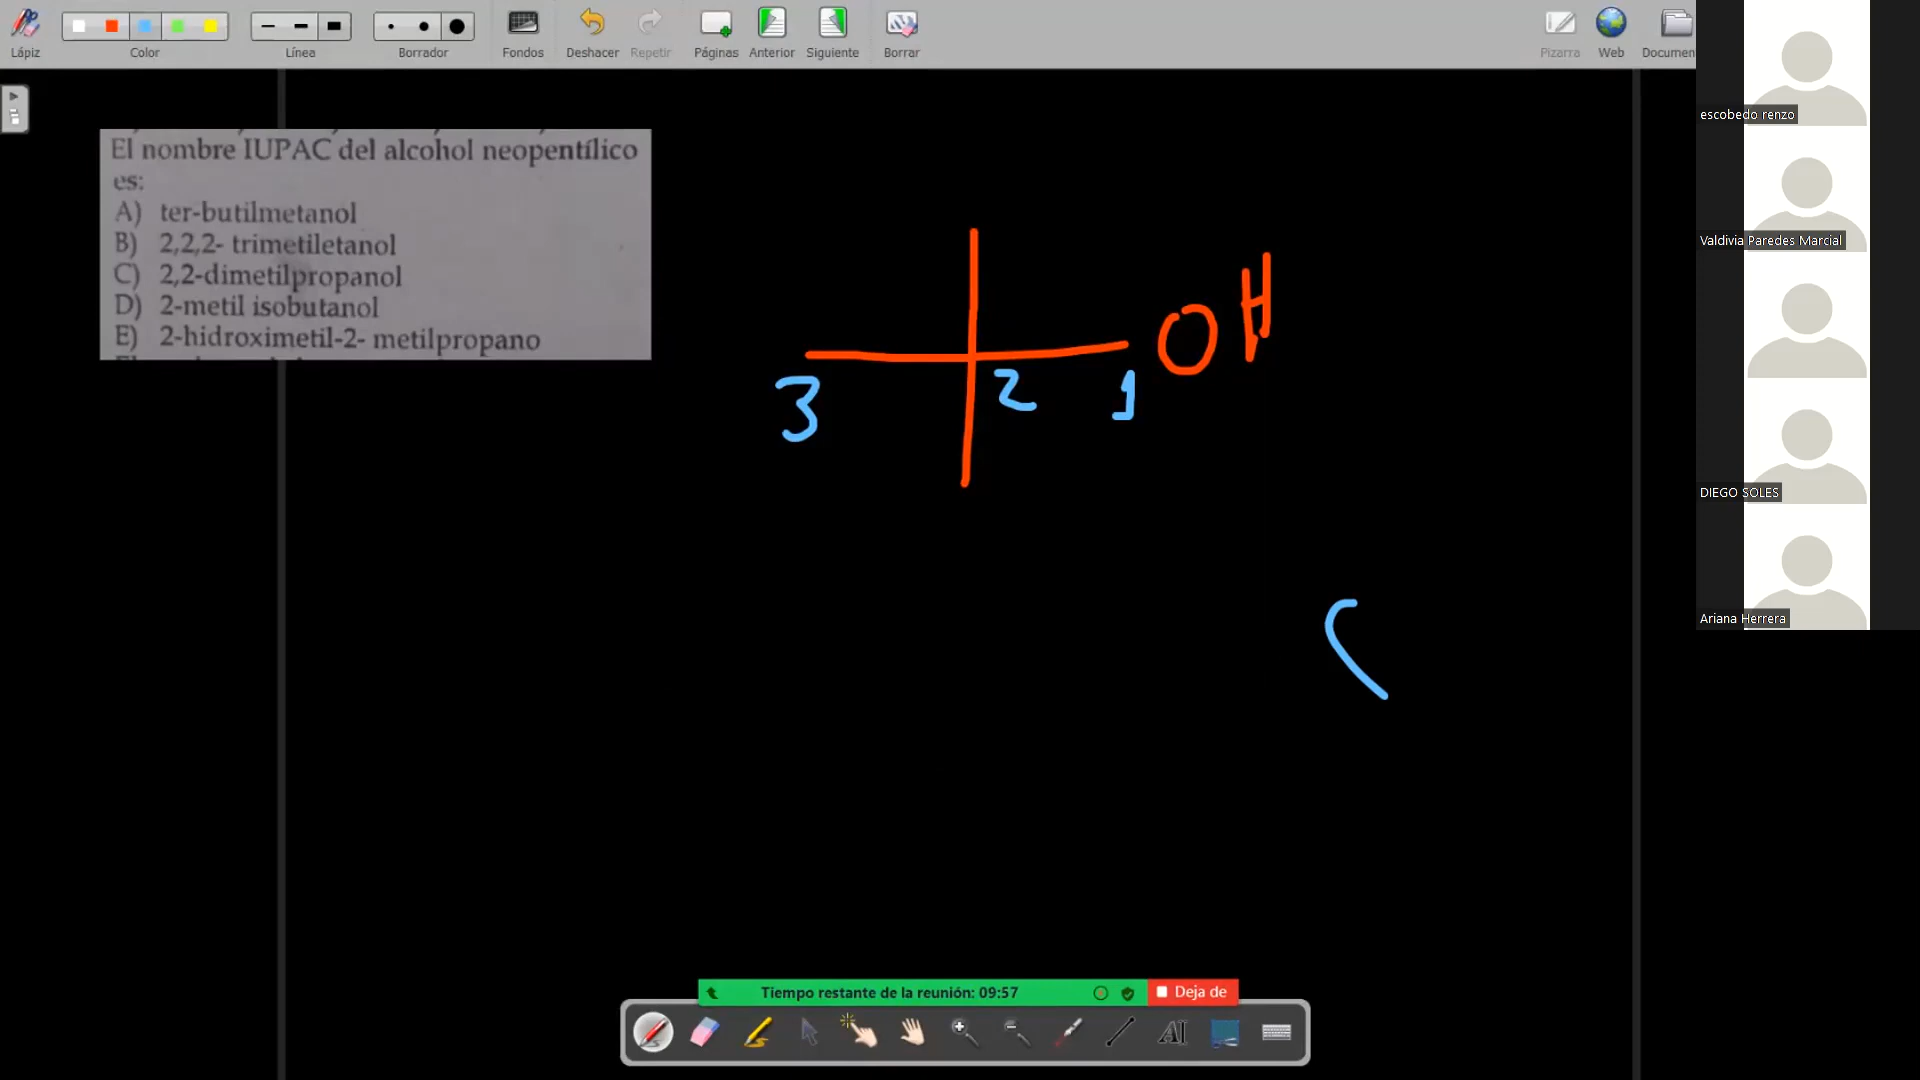 Lápiz
Color
Línea
Borrador
Fondos
Deshacer
Repetir
Páginas
Anterior
Siguiente
Borrar
Pizarra
Web
Documen
El nombre IUPAC del alcohol neopentílico
es:
A) ter-butilmetanol
B) 2,2,2- trimetiletanol
C) 2,2-dimetilpropanol
D) 2-metil isobutanol
E) 2-hidroximetil-2- metilpropano
OH
3 2 1
escobedo renzo
Valdivia Paredes Marcial
DIEGO SOLES
Ariana Herrera
Tiempo restante de la reunión: 09:57
Deja de
AI